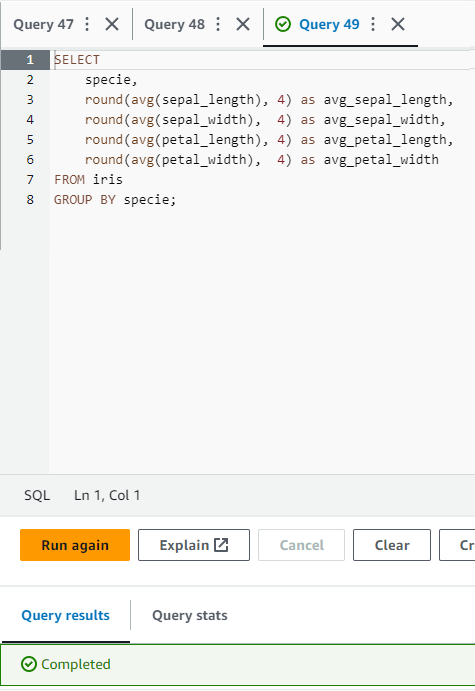 Query 47 Query 48 Query 49
1 SELECT
2 specie,
3 round(avg(sepal_length), 4) as avg_sepal_length,
4 round(avg(sepal_width),  4) as avg_sepal_width,
5 round(avg(petal_length), 4) as avg_petal_length,
6 round(avg(petal_width),  4) as avg_petal_width
7 FROM iris
8 GROUP BY specie;
SQL Ln 1, Col 1
Run again Explain Cancel Clear Cr
Query results Query stats
Completed